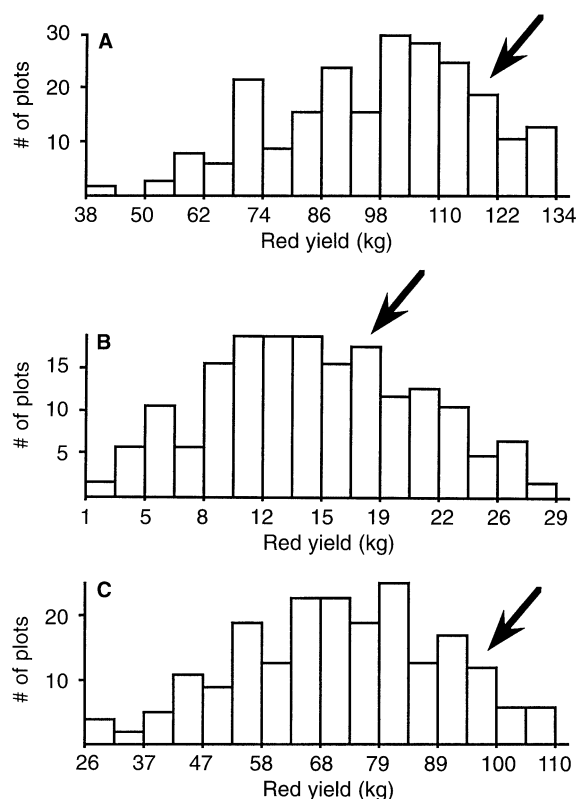 A
# of plots
30
20
10
38 50 62 74 86 98 110 122 134
Red yield (kg)
B
# of plots
15
10
5
1 5 8 12 15 19 22 26 29
Red yield (kg)
C
# of plots
20
10
26 37 47 58 68 79 89 100 110
Red yield (kg)